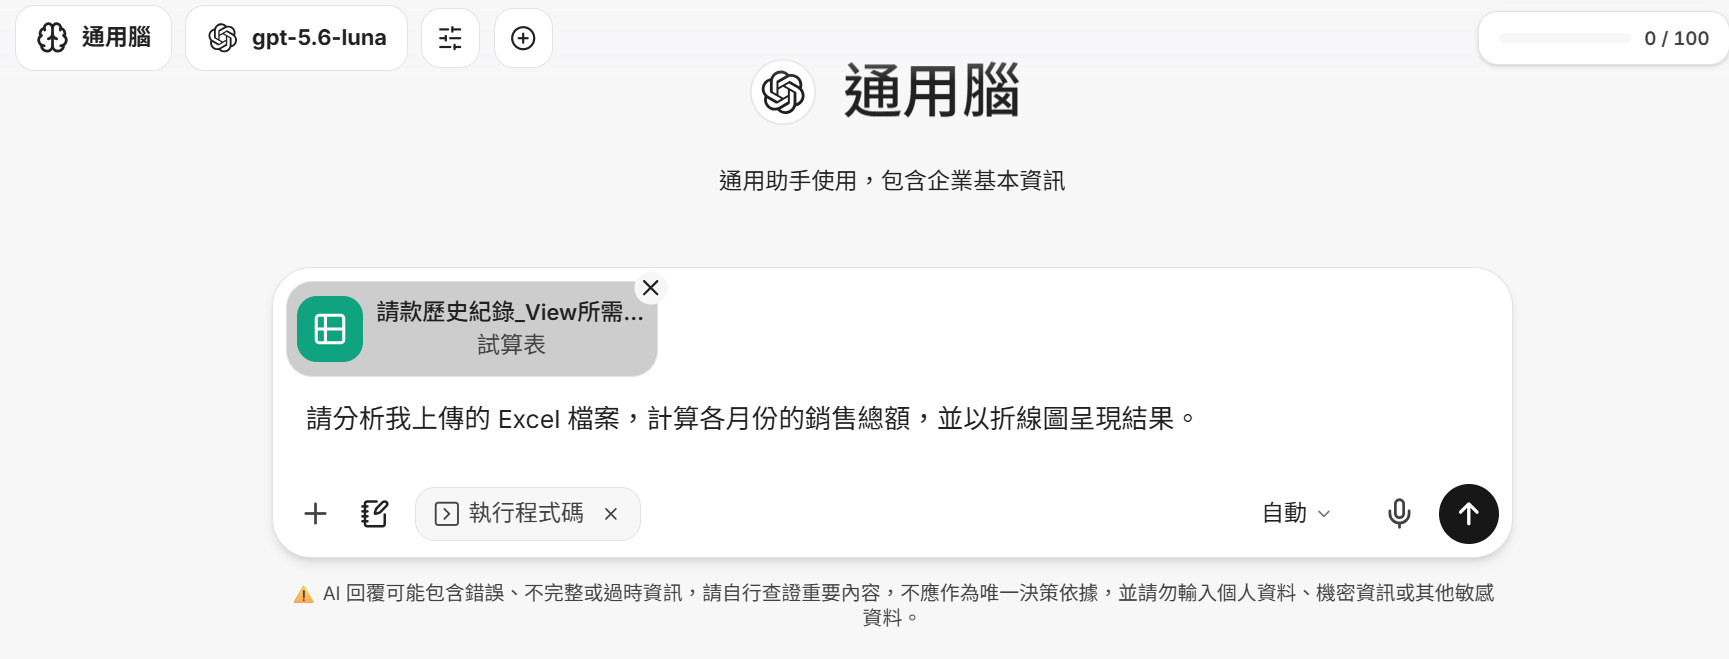 通用腦
gpt-5.6-luna
0 / 100
通用腦
通用助手使用，包含企業基本資訊
請款歷史紀錄_View所需...
試算表
請分析我上傳的 Excel 檔案，計算各月份的銷售總額，並以折線圖呈現結果。
執行程式碼
自動
AI 回覆可能包含錯誤、不完整或過時資訊，請自行查證重要內容，不應作為唯一決策依據，並請勿輸入個人資料、機密資訊或其他敏感
資料。